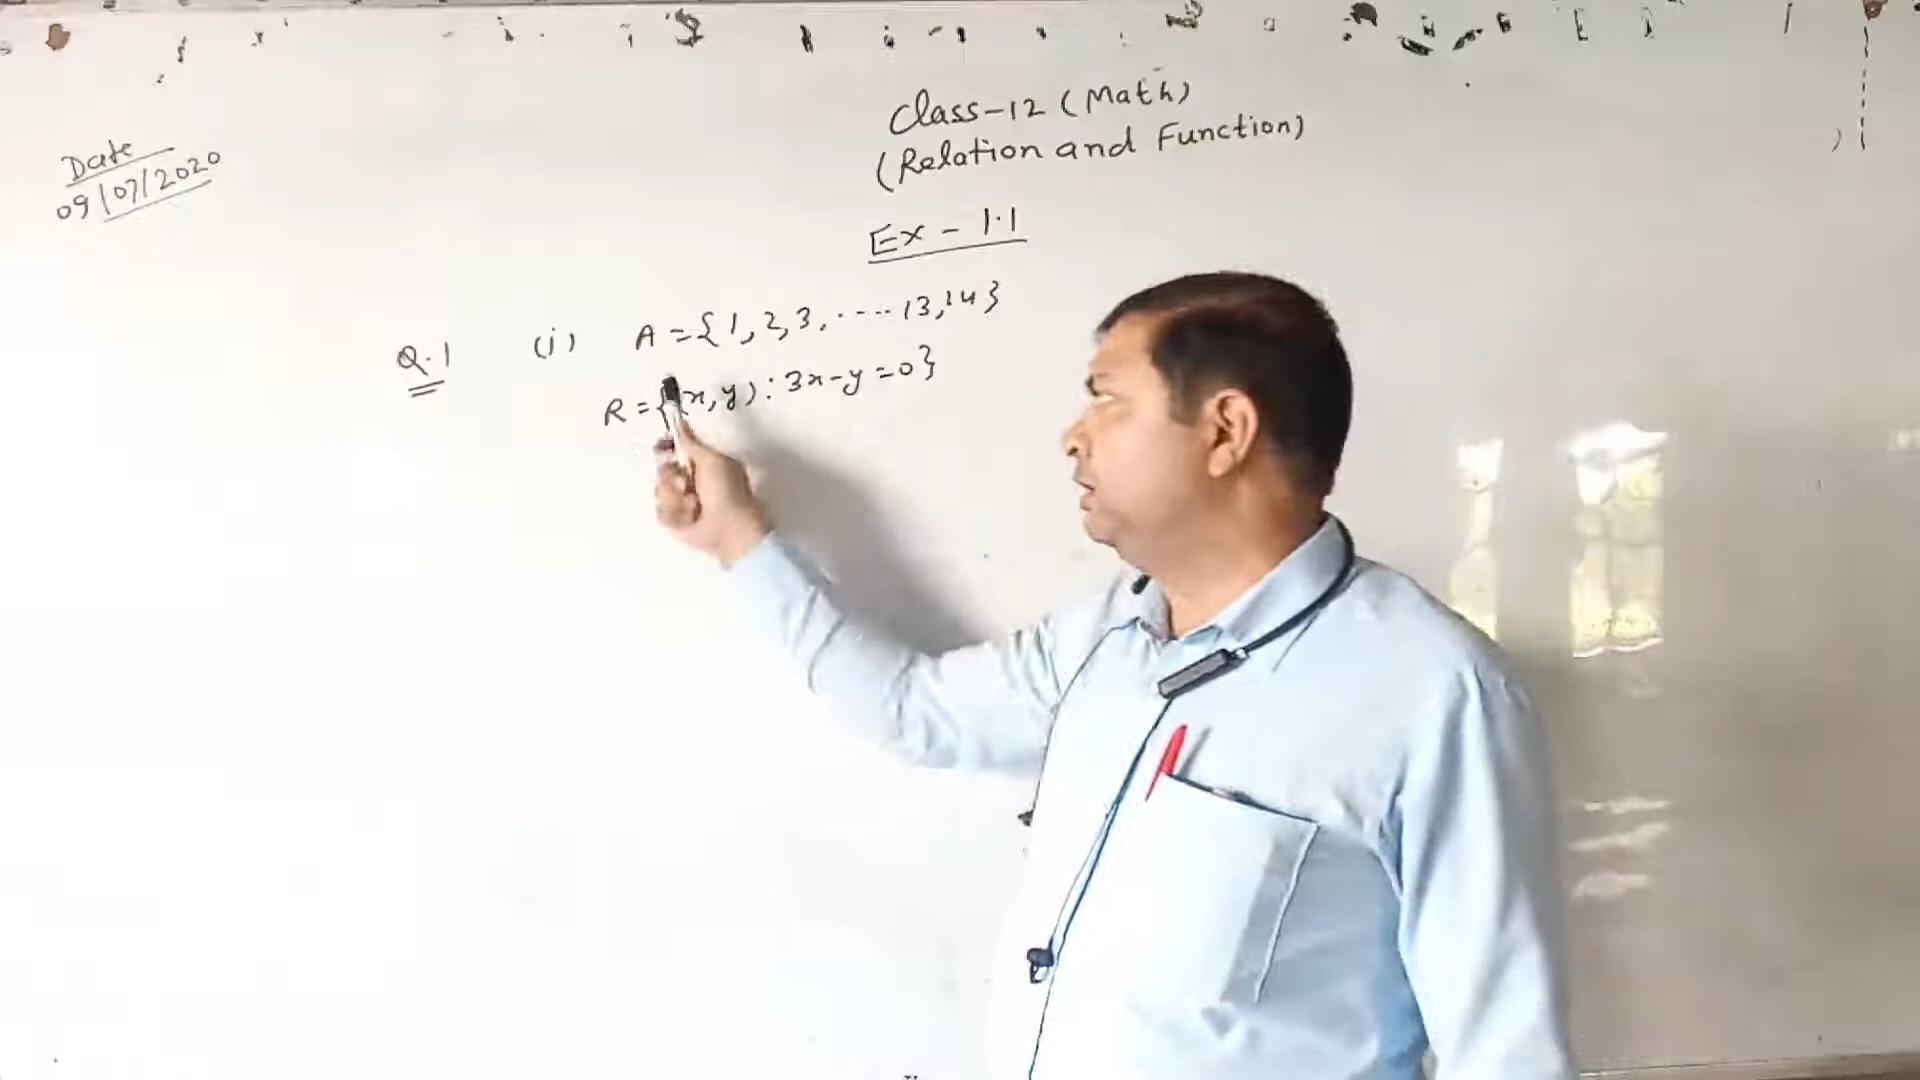 Class-12 (Math)
(Relation and Function)
Date
09/07/2020
Ex - 1.1
Q.1 (i) A = {1, 2, 3, ..... 13, 14}
R = {(x, y) : 3x - y = 0}